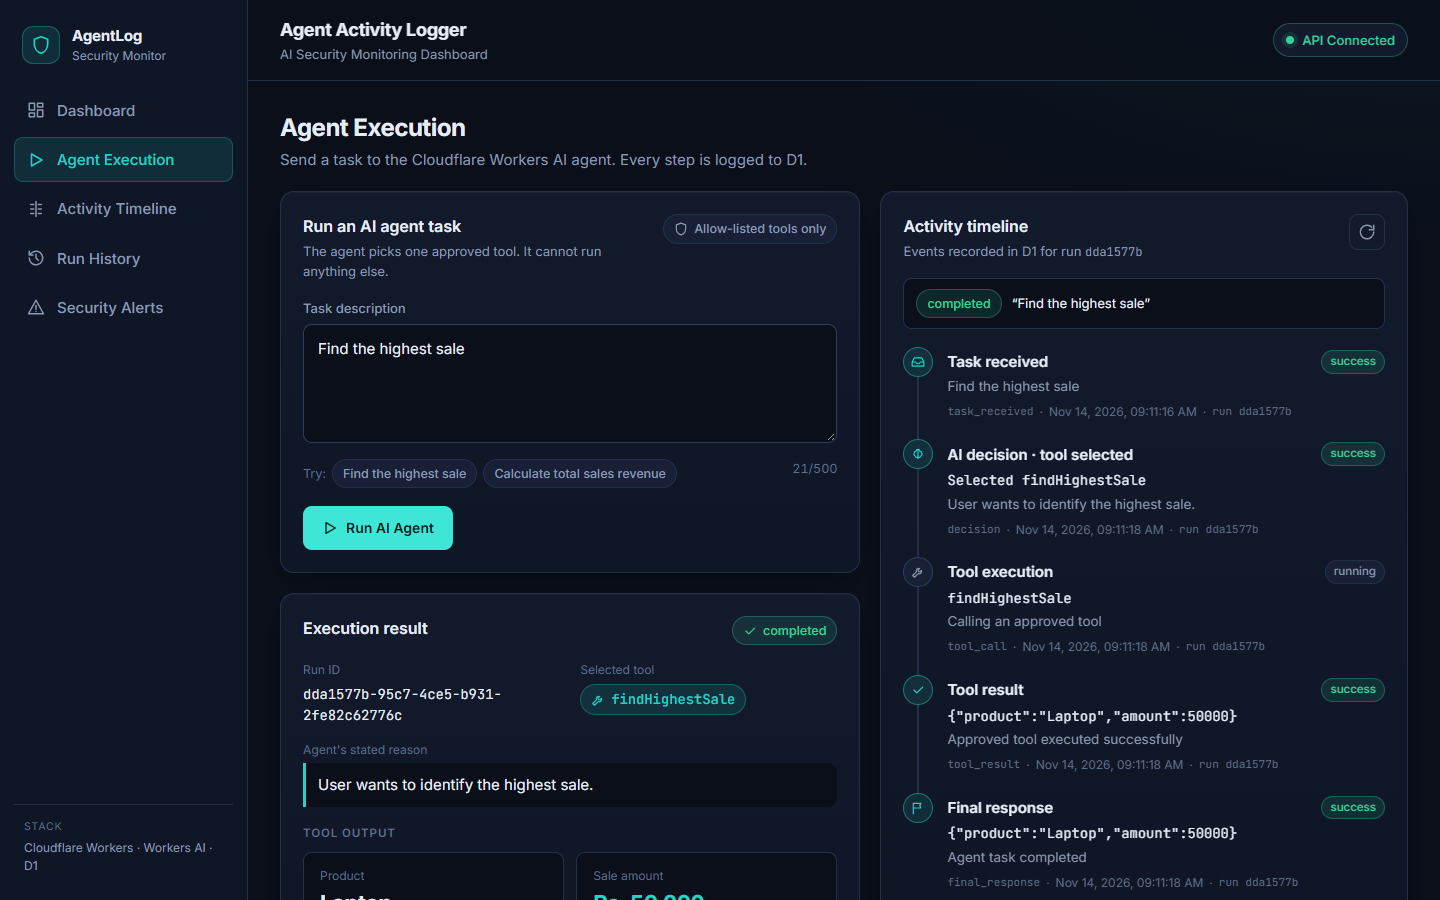 AgentLog
Security Monitor
Dashboard
Agent Execution
Activity Timeline
Run History
Security Alerts
STACK
Cloudflare Workers · Workers AI ·
D1
Agent Activity Logger
AI Security Monitoring Dashboard
API Connected
Agent Execution
Send a task to the Cloudflare Workers AI agent. Every step is logged to D1.
Run an AI agent task
Allow-listed tools only
The agent picks one approved tool. It cannot run
anything else.
Task description
Find the highest sale
Try: Find the highest sale Calculate total sales revenue 21/500
Run AI Agent
Execution result
completed
Run ID
dda1577b-95c7-4ce5-b931-
2fe82c62776c
Selected tool
findHighestSale
Agent's stated reason
User wants to identify the highest sale.
TOOL OUTPUT
Product
Laptop
Sale amount
Rs. 50,000
Activity timeline
Events recorded in D1 for run dda1577b
completed “Find the highest sale”
Task received success
Find the highest sale
task_received · Nov 14, 2026, 09:11:16 AM · run dda1577b
AI decision · tool selected success
Selected findHighestSale
User wants to identify the highest sale.
decision · Nov 14, 2026, 09:11:18 AM · run dda1577b
Tool execution running
findHighestSale
Calling an approved tool
tool_call · Nov 14, 2026, 09:11:18 AM · run dda1577b
Tool result success
{"product":"Laptop","amount":50000}
Approved tool executed successfully
tool_result · Nov 14, 2026, 09:11:18 AM · run dda1577b
Final response success
{"product":"Laptop","amount":50000}
Agent task completed
final_response · Nov 14, 2026, 09:11:18 AM · run dda1577b